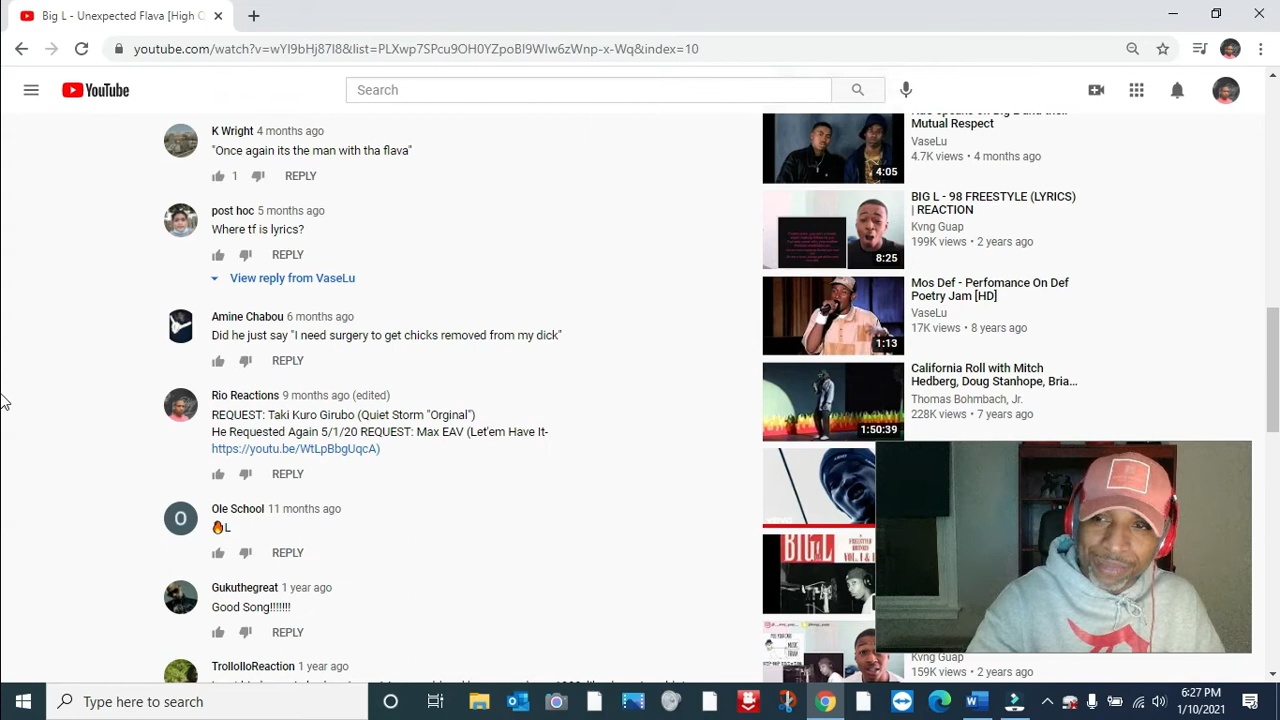 Big L - Unexpected Flava [High Q
youtube.com/watch?v=wYI9bHj87I8&list=PLXwp7SPcu9OH0YZpoBI9WIw6zWnp-x-Wq&index=10
YouTube
Search
K Wright 4 months ago
"Once again its the man with tha flava"
1 REPLY
post hoc 5 months ago
Where tf is lyrics?
REPLY
View reply from VaseLu
Amine Chabou 6 months ago
Did he just say "I need surgery to get chicks removed from my dick"
REPLY
Rio Reactions 9 months ago (edited)
REQUEST: Taki Kuro Girubo (Quiet Storm "Orginal")
He Requested Again 5/1/20 REQUEST: Max EAV (Let'em Have It-
https://youtu.be/WtLpBbgUqcA)
REPLY
O
Ole School 11 months ago
🔥L
REPLY
Gukuthegreat 1 year ago
Good Song!!!!!!!
REPLY
TrollolloReaction 1 year ago
Mutual Respect
VaseLu
4.7K views • 4 months ago
4:05
BIG L - 98 FREESTYLE (LYRICS)
| REACTION
Kvng Guap
199K views • 2 years ago
8:25
Mos Def - Perfomance On Def
Poetry Jam [HD]
VaseLu
17K views • 8 years ago
1:13
California Roll with Mitch
Hedberg, Doug Stanhope, Bria...
Thomas Bohmbach, Jr.
228K views • 7 years ago
1:50:39
BIG L
Kvng Guap
159K views • 2 years ago
Type here to search
6:27 PM
1/10/2021